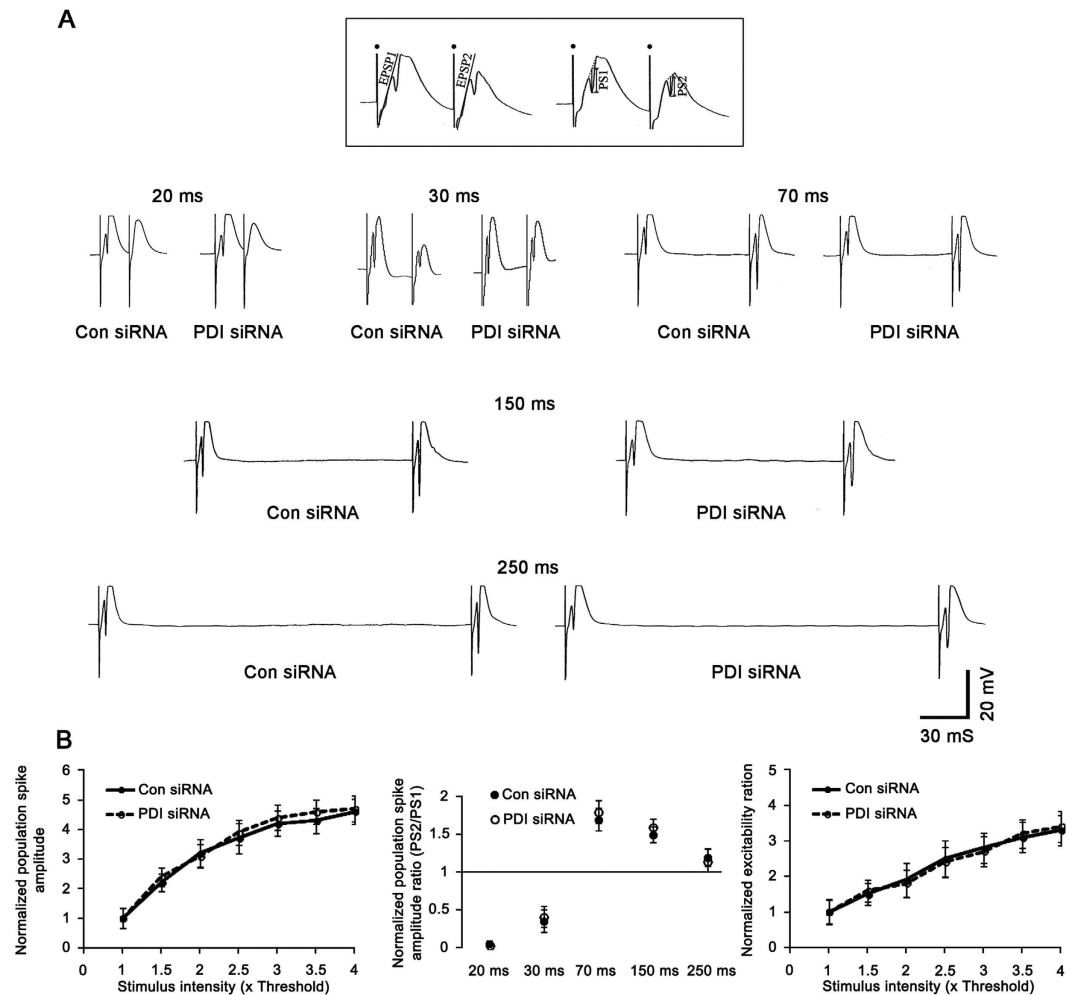 A
EPSP1
EPSP2
PS1
PS2
20 ms
30 ms
70 ms
Con siRNA
PDI siRNA
Con siRNA
PDI siRNA
Con siRNA
PDI siRNA
150 ms
Con siRNA
PDI siRNA
250 ms
Con siRNA
PDI siRNA
20 mV
30 mS
B
Normalized population spike
amplitude
6
5
4
3
2
1
0
Con siRNA
PDI siRNA
0 1 1.5 2 2.5 3 3.5 4
Stimulus intensity (x Threshold)
Normalized population spike
amplitude ratio (PS2/PS1)
2
1.5
1
0.5
0
Con siRNA
PDI siRNA
20 ms 30 ms 70 ms 150 ms 250 ms
Normalized excitability ration
5
4
3
2
1
0
Con siRNA
PDI siRNA
0 1 1.5 2 2.5 3 3.5 4
Stimulus intensity (x Threshold)